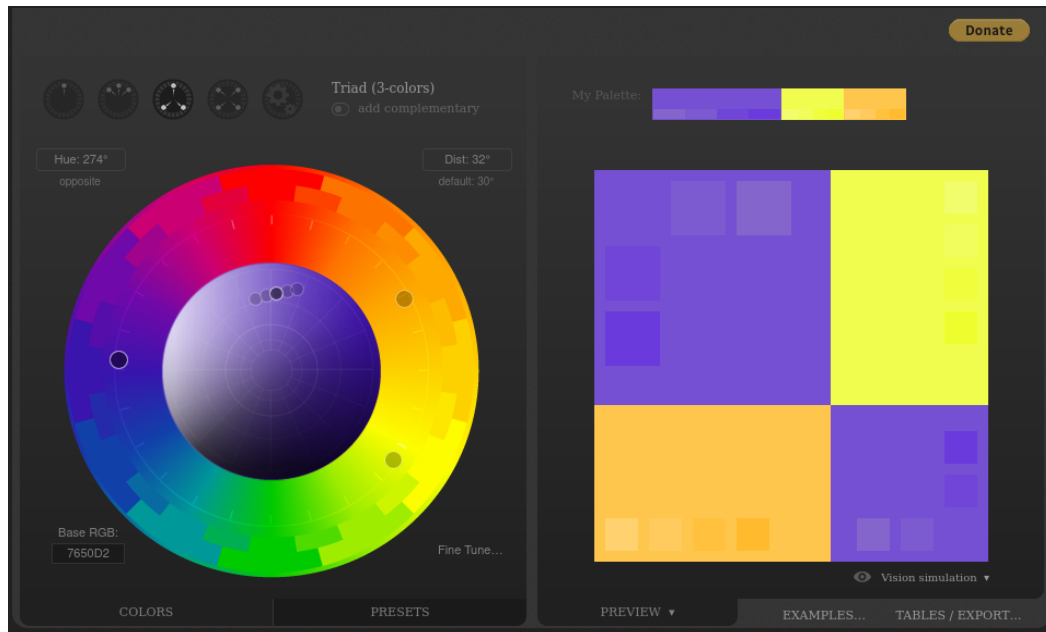 Donate
Triad (3-colors)
add complementary
My Palette:
Hue: 274°
opposite
Dist: 32°
default: 30°
Base RGB:
7650D2
Fine Tune...
Vision simulation ▾
COLORS
PRESETS
PREVIEW ▾
EXAMPLES...
TABLES / EXPORT...